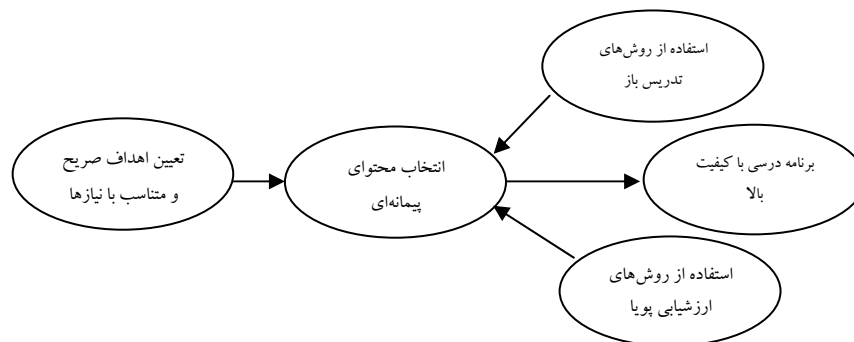 استفاده از روش‌های
تدریس باز
برنامه درسی با کیفیت
بالا
انتخاب محتوای
پیمانه‌ای
تعیین اهداف صریح
و متناسب با نیازها
استفاده از روش‌های
ارزشیابی پویا